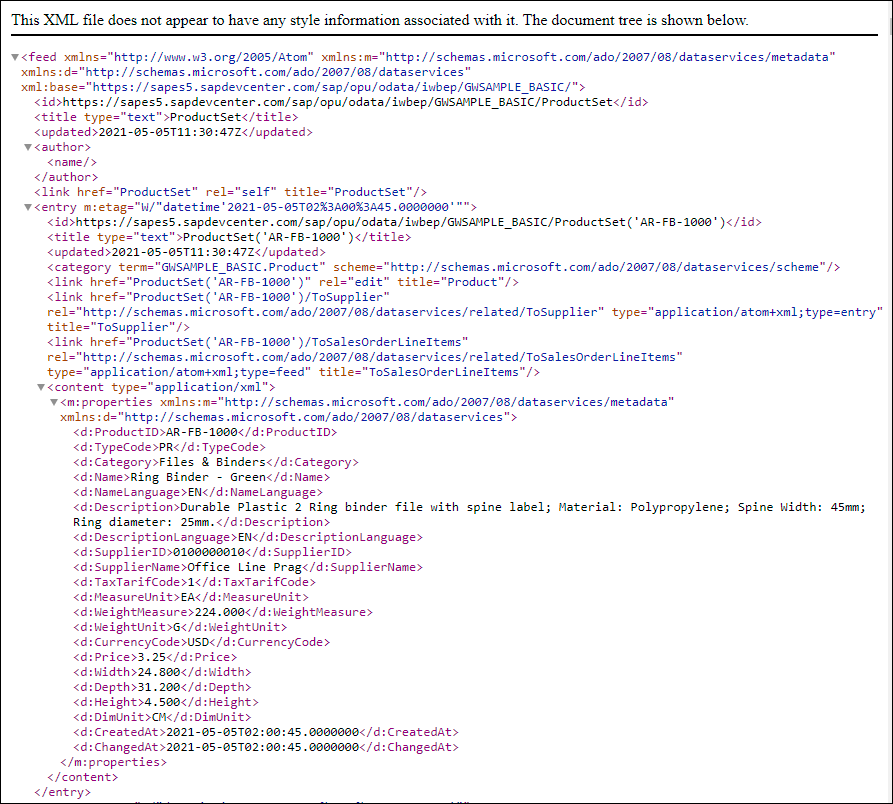 This XML file does not appear to have any style information associated with it. The document tree is shown below.
▼<feed xmlns="http://www.w3.org/2005/Atom" xmlns:m="http://schemas.microsoft.com/ado/2007/08/dataservices/metadata"
xmlns:d="http://schemas.microsoft.com/ado/2007/08/dataservices"
xml:base="https://sapes5.sapdevcenter.com/sap/opu/odata/iwbep/GWSAMPLE_BASIC/">
<id>https://sapes5.sapdevcenter.com/sap/opu/odata/iwbep/GWSAMPLE_BASIC/ProductSet</id>
<title type="text">ProductSet</title>
<updated>2021-05-05T11:30:47Z</updated>
▼<author>
<name/>
</author>
<link href="ProductSet" rel="self" title="ProductSet"/>
▼<entry m:etag="W/"datetime'2021-05-05T02%3A00%3A45.0000000'"">
<id>https://sapes5.sapdevcenter.com/sap/opu/odata/iwbep/GWSAMPLE_BASIC/ProductSet('AR-FB-1000')</id>
<title type="text">ProductSet('AR-FB-1000')</title>
<updated>2021-05-05T11:30:47Z</updated>
<category term="GWSAMPLE_BASIC.Product" scheme="http://schemas.microsoft.com/ado/2007/08/dataservices/scheme"/>
<link href="ProductSet('AR-FB-1000')" rel="edit" title="Product"/>
<link href="ProductSet('AR-FB-1000')/ToSupplier"
rel="http://schemas.microsoft.com/ado/2007/08/dataservices/related/ToSupplier" type="application/atom+xml;type=entry"
title="ToSupplier"/>
<link href="ProductSet('AR-FB-1000')/ToSalesOrderLineItems"
rel="http://schemas.microsoft.com/ado/2007/08/dataservices/related/ToSalesOrderLineItems"
type="application/atom+xml;type=feed" title="ToSalesOrderLineItems"/>
▼<content type="application/xml">
▼<m:properties xmlns:m="http://schemas.microsoft.com/ado/2007/08/dataservices/metadata"
xmlns:d="http://schemas.microsoft.com/ado/2007/08/dataservices">
<d:ProductID>AR-FB-1000</d:ProductID>
<d:TypeCode>PR</d:TypeCode>
<d:Category>Files & Binders</d:Category>
<d:Name>Ring Binder - Green</d:Name>
<d:NameLanguage>EN</d:NameLanguage>
<d:Description>Durable Plastic 2 Ring binder file with spine label; Material: Polypropylene; Spine Width: 45mm;
Ring diameter: 25mm.</d:Description>
<d:DescriptionLanguage>EN</d:DescriptionLanguage>
<d:SupplierID>0100000010</d:SupplierID>
<d:SupplierName>Office Line Prag</d:SupplierName>
<d:TaxTarifCode>1</d:TaxTarifCode>
<d:MeasureUnit>EA</d:MeasureUnit>
<d:WeightMeasure>224.000</d:WeightMeasure>
<d:WeightUnit>G</d:WeightUnit>
<d:CurrencyCode>USD</d:CurrencyCode>
<d:Price>3.25</d:Price>
<d:Width>24.800</d:Width>
<d:Depth>31.200</d:Depth>
<d:Height>4.500</d:Height>
<d:DimUnit>CM</d:DimUnit>
<d:CreatedAt>2021-05-05T02:00:45.0000000</d:CreatedAt>
<d:ChangedAt>2021-05-05T02:00:45.0000000</d:ChangedAt>
</m:properties>
</content>
</entry>